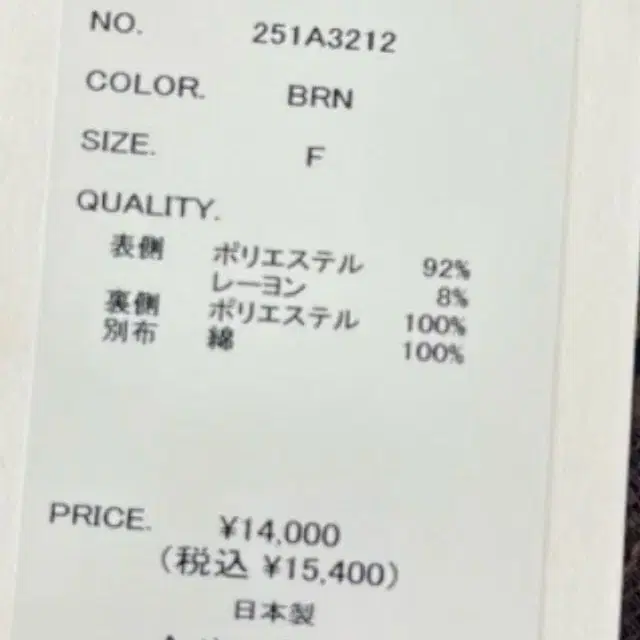 NO. 251A3212
COLOR. BRN
SIZE. F
QUALITY.
表側 ポリエステル 92%
レーヨン 8%
裏側 ポリエステル 100%
別布 綿 100%
PRICE. ¥14,000
(税込 ¥15,400)
日本製